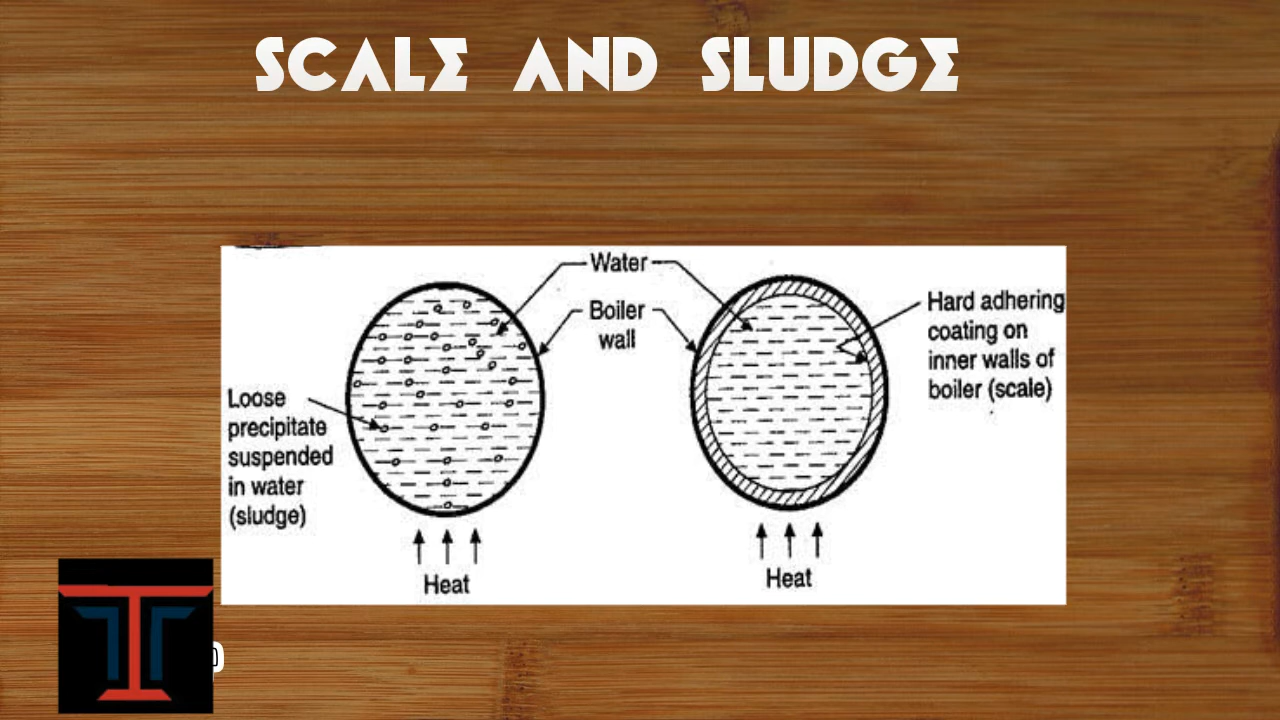 SCALE AND SLUDGE
Water
Boiler
wall
Hard adhering
coating on
inner walls of
boiler (scale)
Loose
precipitate
suspended
in water
(sludge)
Heat
Heat